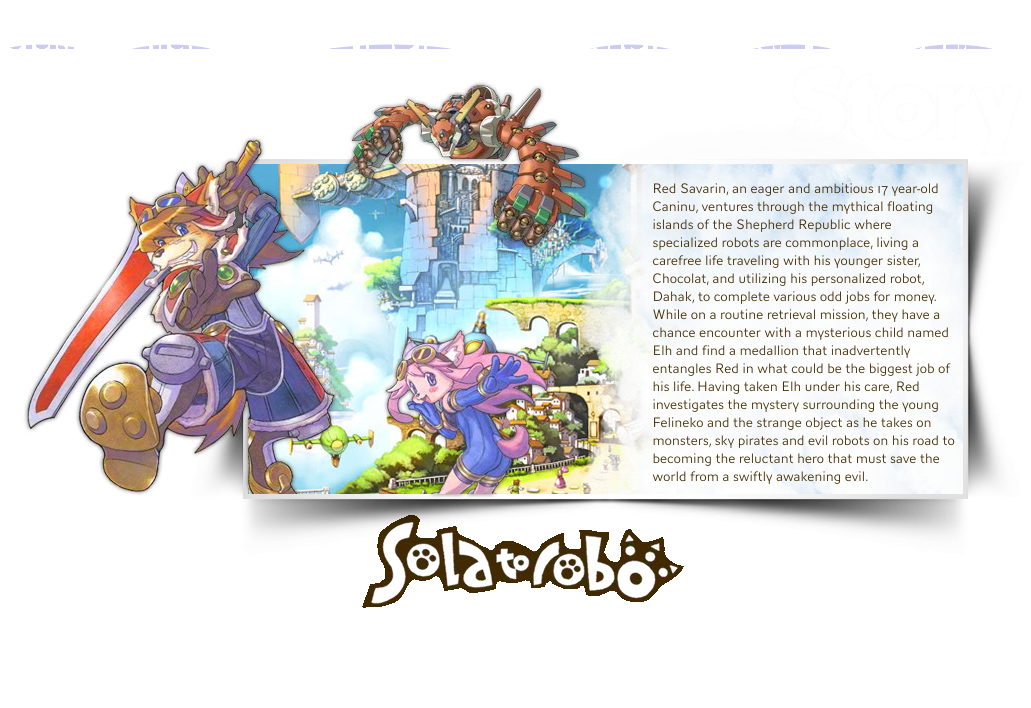 Story
Red Savarin, an eager and ambitious 17 year-old
Caninu, ventures through the mythical floating
islands of the Shepherd Republic where
specialized robots are commonplace, living a
carefree life traveling with his younger sister,
Chocolat, and utilizing his personalized robot,
Dahak, to complete various odd jobs for money.
While on a routine retrieval mission, they have a
chance encounter with a mysterious child named
Elh and find a medallion that inadvertently
entangles Red in what could be the biggest job of
his life. Having taken Elh under his care, Red
investigates the mystery surrounding the young
Felineko and the strange object as he takes on
monsters, sky pirates and evil robots on his road to
becoming the reluctant hero that must save the
world from a swiftly awakening evil.
Solatorobo